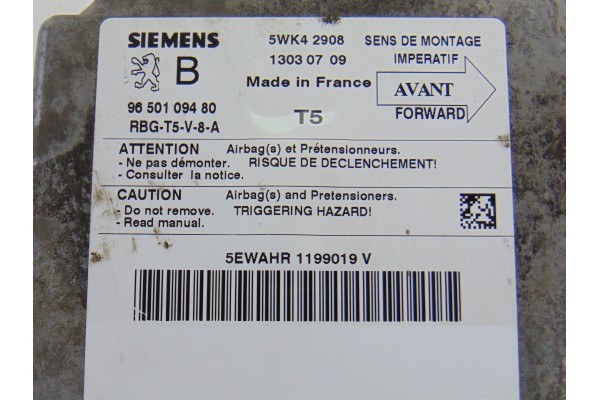 SIEMENS 5WK4 2908 SENS DE MONTAGE
B 1303 07 09 IMPERATIF
Made in France AVANT
96 501 094 80 T5 FORWARD
RBG-T5-V-8-A
ATTENTION Airbag(s) et Prétensionneurs.
- Ne pas démonter. RISQUE DE DECLENCHEMENT!
- Consulter la notice.
CAUTION Airbag(s) and Pretensioners.
- Do not remove. TRIGGERING HAZARD!
- Read manual.
5EWAHR 1199019 V